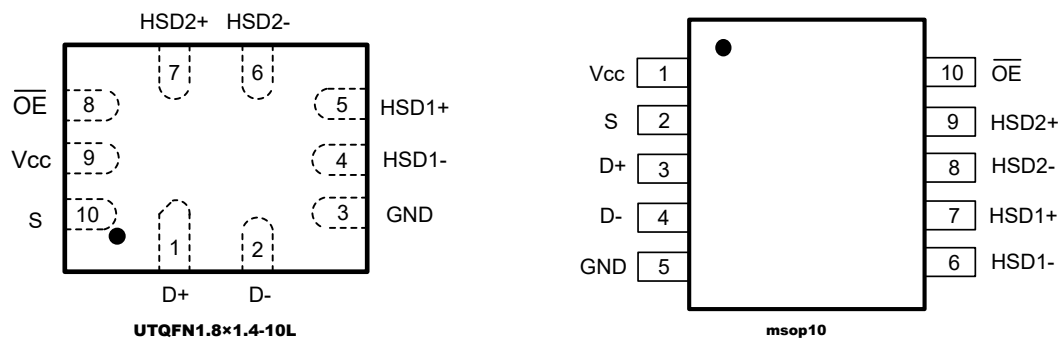 HSD2+ HSD2-
7 6
OE 8 5 HSD1+
Vcc 9 4 HSD1-
S 10 3 GND
1 2
D+ D-
UTQFN1.8×1.4-10L
Vcc 1 10 OE
S 2 9 HSD2+
D+ 3 8 HSD2-
D- 4 7 HSD1+
GND 5 6 HSD1-
msop10